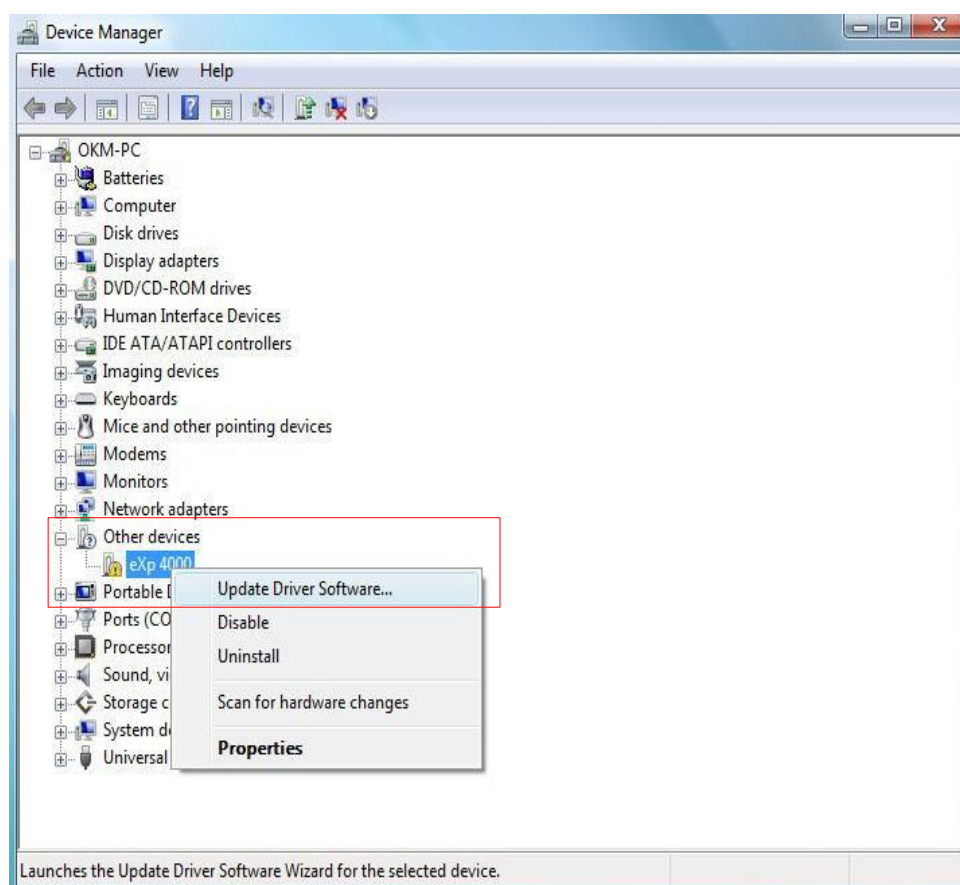 Device Manager
File Action View Help
OKM-PC
Batteries
Computer
Disk drives
Display adapters
DVD/CD-ROM drives
Human Interface Devices
IDE ATA/ATAPI controllers
Imaging devices
Keyboards
Mice and other pointing devices
Modems
Monitors
Network adapters
Other devices
eXp 4000
Update Driver Software...
Portable
Ports (CO
Disable
Processor
Uninstall
Sound, vi
Storage c
Scan for hardware changes
System d
Properties
Universal
Launches the Update Driver Software Wizard for the selected device.